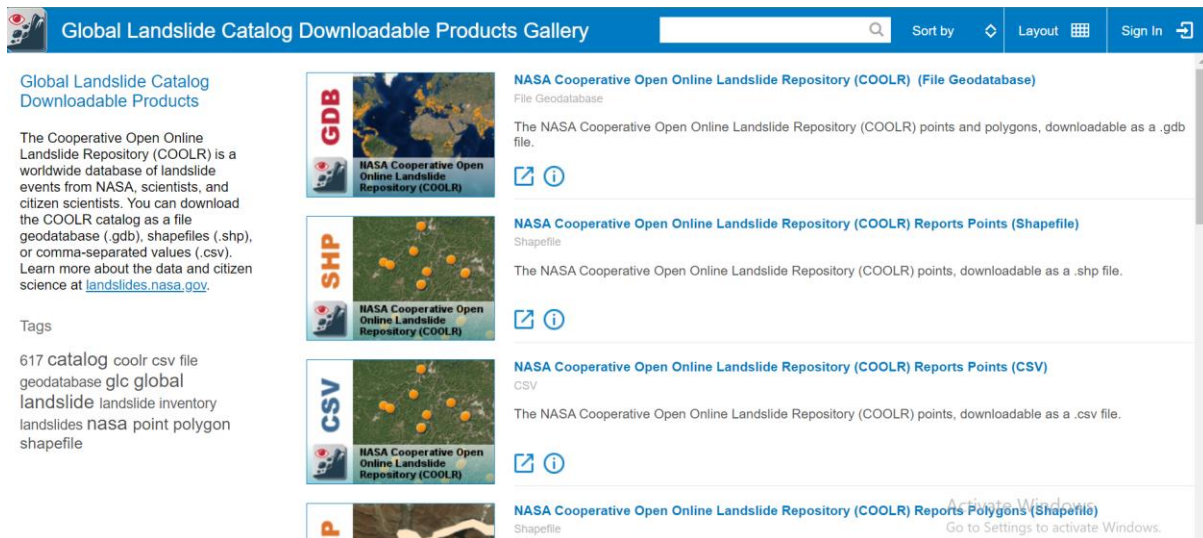 Global Landslide Catalog Downloadable Products Gallery
Sort by
Layout
Sign In
Global Landslide Catalog
Downloadable Products
The Cooperative Open Online
Landslide Repository (COOLR) is a
worldwide database of landslide
events from NASA, scientists, and
citizen scientists. You can download
the COOLR catalog as a file
geodatabase (.gdb), shapefiles (.shp),
or comma-separated values (.csv).
Learn more about the data and citizen
science at landslides.nasa.gov.
Tags
617 catalog coolr csv file
geodatabase glc global
landslide landslide inventory
landslides nasa point polygon
shapefile
GDB
NASA Cooperative Open
Online Landslide
Repository (COOLR)
NASA Cooperative Open Online Landslide Repository (COOLR) (File Geodatabase)
File Geodatabase
The NASA Cooperative Open Online Landslide Repository (COOLR) points and polygons, downloadable as a .gdb
file.
SHP
NASA Cooperative Open
Online Landslide
Repository (COOLR)
NASA Cooperative Open Online Landslide Repository (COOLR) Reports Points (Shapefile)
Shapefile
The NASA Cooperative Open Online Landslide Repository (COOLR) points, downloadable as a .shp file.
CSV
NASA Cooperative Open
Online Landslide
Repository (COOLR)
NASA Cooperative Open Online Landslide Repository (COOLR) Reports Points (CSV)
CSV
The NASA Cooperative Open Online Landslide Repository (COOLR) points, downloadable as a .csv file.
P
NASA Cooperative Open Online Landslide Repository (COOLR) Reports Polygons (Shapefile)
Shapefile
Activate Windows
Go to Settings to activate Windows.